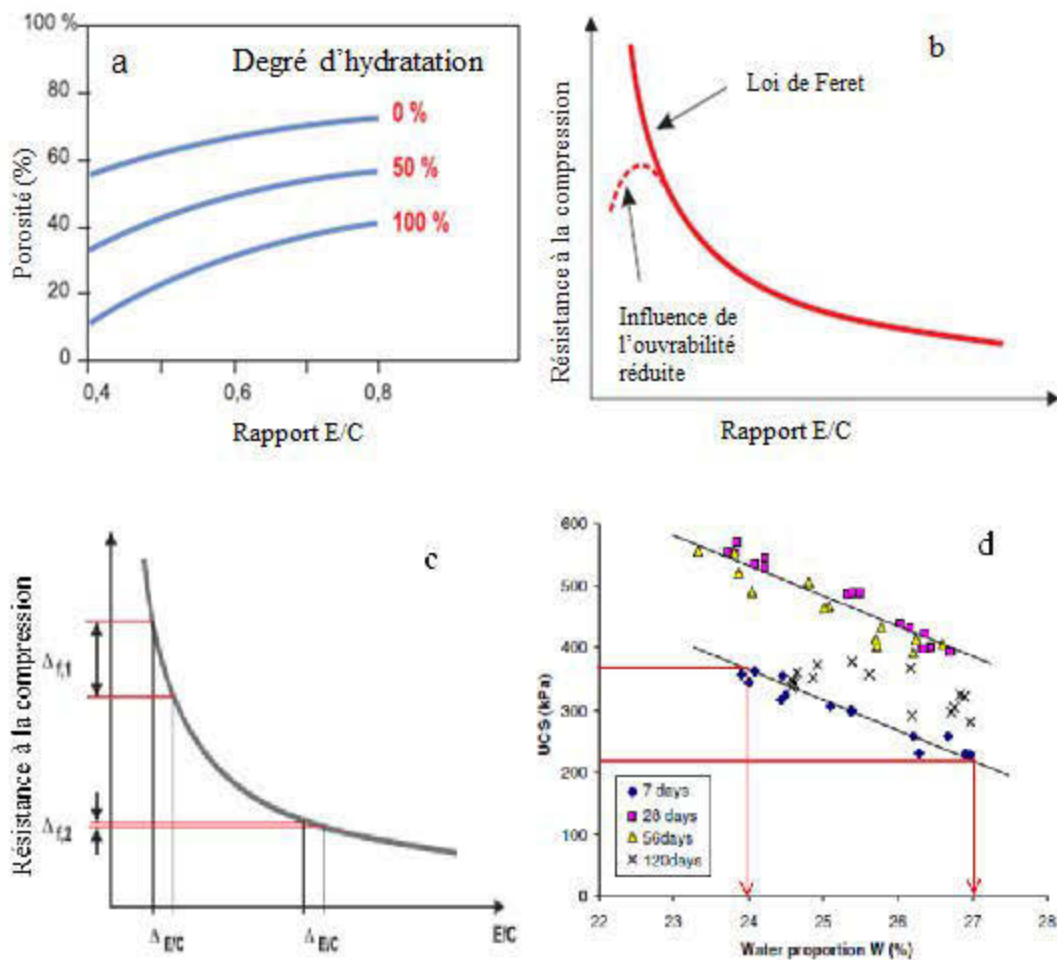 a
Degré d'hydratation
100 %
80
60
40
20
0
Porosité (%)
0 %
50 %
100 %
0,4
0,6
0,8
Rapport E/C
b
Résistance à la compression
Loi de Feret
Influence de
l'ouvrabilité
réduite
Rapport E/C
c
Résistance à la compression
Δf,1
Δf,2
Δ E/C
Δ E/C
E/C
d
600
500
400
300
200
100
0
UCS (kPa)
7 days
28 days
56days
120days
22
23
24
25
26
27
28
Water proportion W (%)